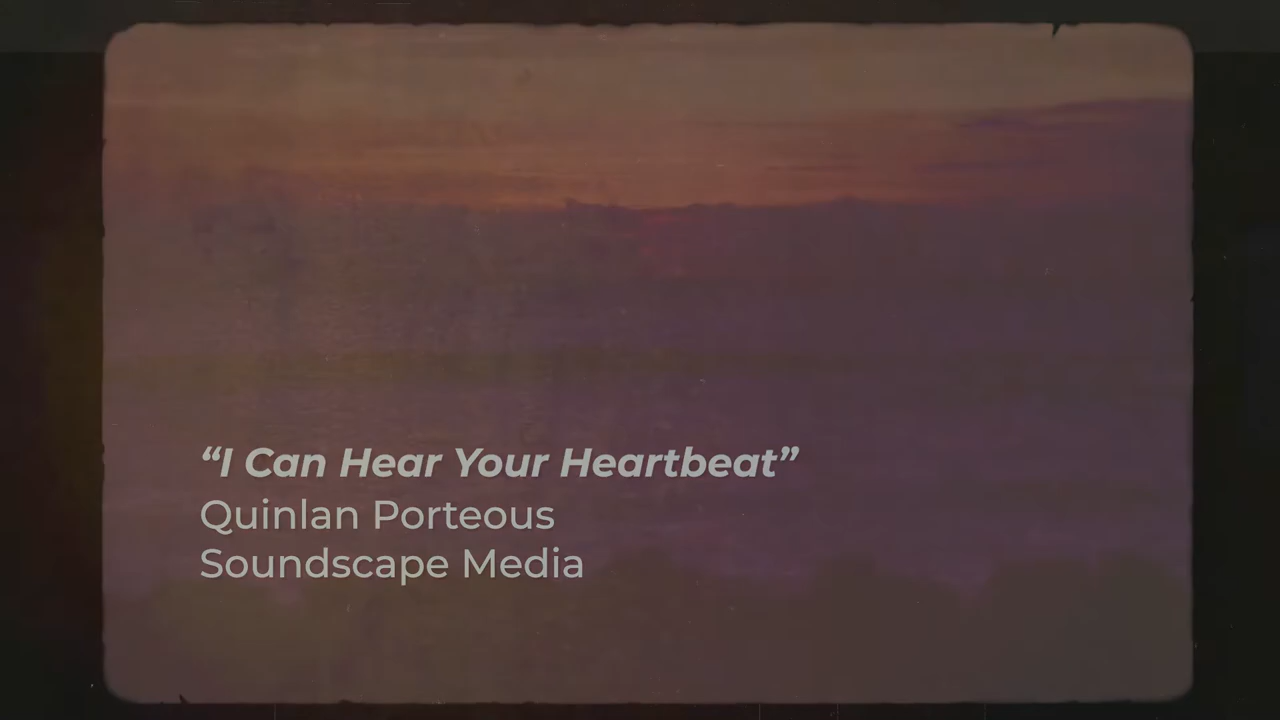 “I Can Hear Your Heartbeat”
Quinlan Porteous
Soundscape Media